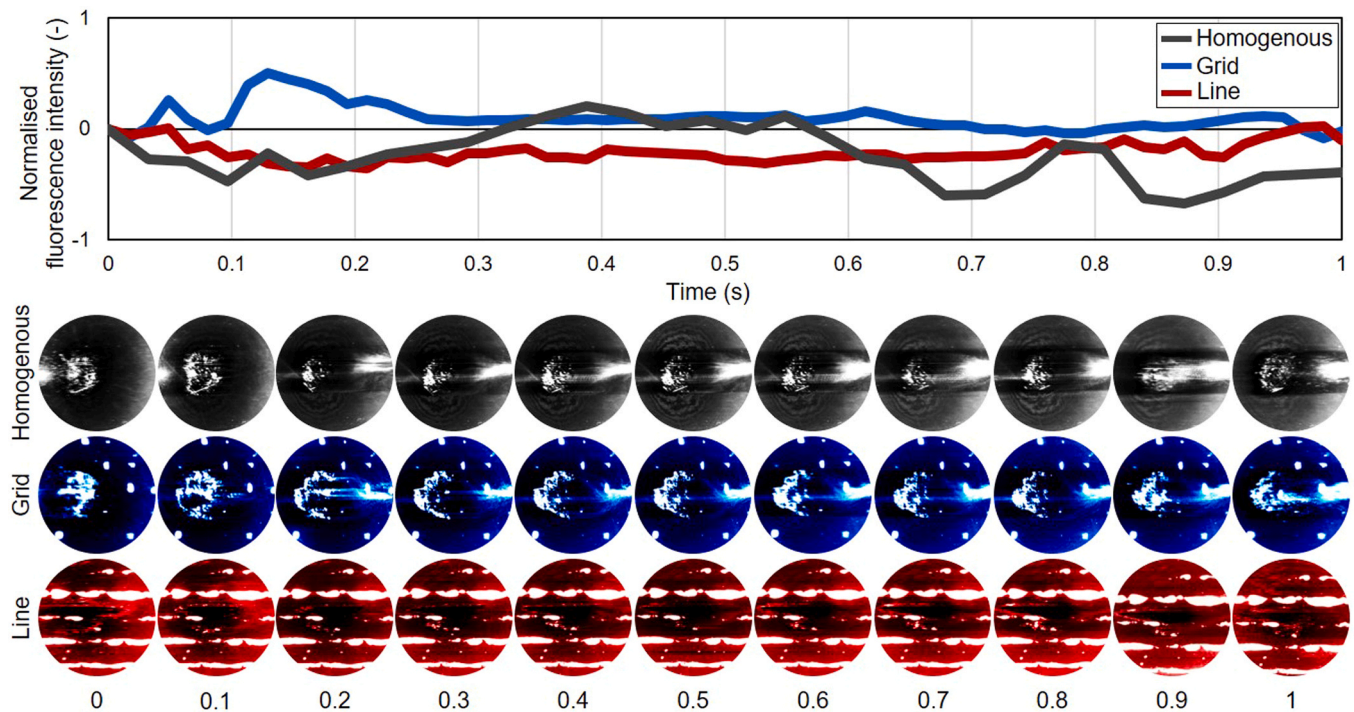 1
0
-1
Normalised
fluorescence intensity (-)
Homogenous
Grid
Line
0 0.1 0.2 0.3 0.4 0.5 0.6 0.7 0.8 0.9 1
Time (s)
Homogenous
Grid
Line
0 0.1 0.2 0.3 0.4 0.5 0.6 0.7 0.8 0.9 1